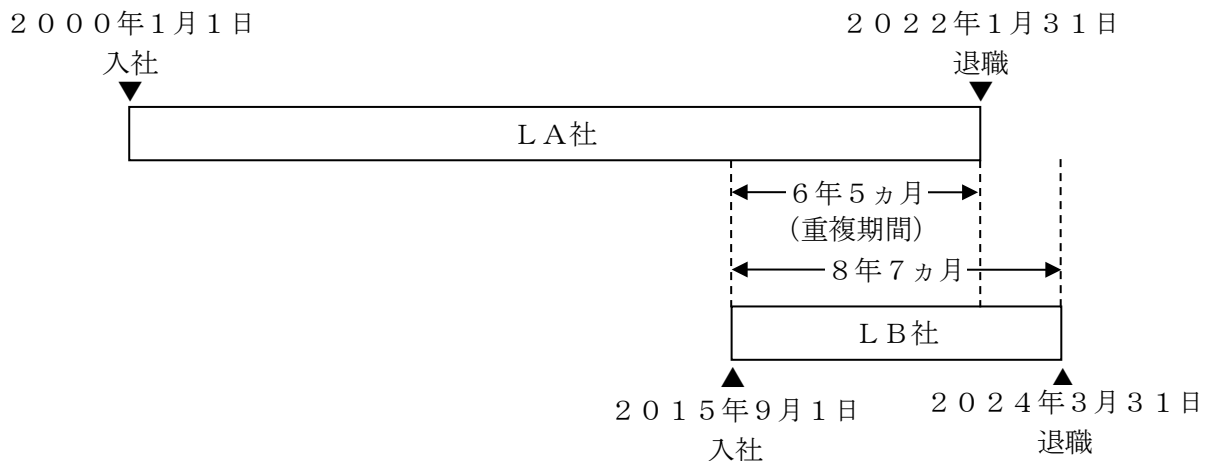 ２０００年１月１日
入社
２０２２年１月３１日
退職
ＬＡ社
６年５ヵ月
（重複期間）
８年７ヵ月
ＬＢ社
２０１５年９月１日
入社
２０２４年３月３１日
退職